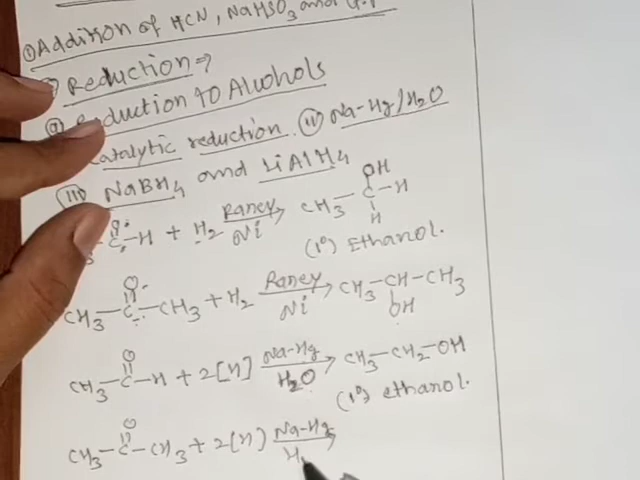 ① Addition of HCN, NaHSO3 and G.R
Reduction ⇒
ⓐ Reduction to Alcohols
Catalytic reduction. ⓘⓘ Na-Hg/H2O
ⓘⓘⓘ NaBH4 and LiAlH4
O
C-H + H2 Raney Ni → CH3-C-H OH H
(1°) Ethanol.
CH3-C-CH3 + H2 Raney Ni → CH3-CH-CH3 O OH
CH3-C-H + 2[H] Na-Hg H2O → CH3-CH2-OH O
(1°) ethanol.
CH3-C-CH3 + 2[H] Na-Hg H O